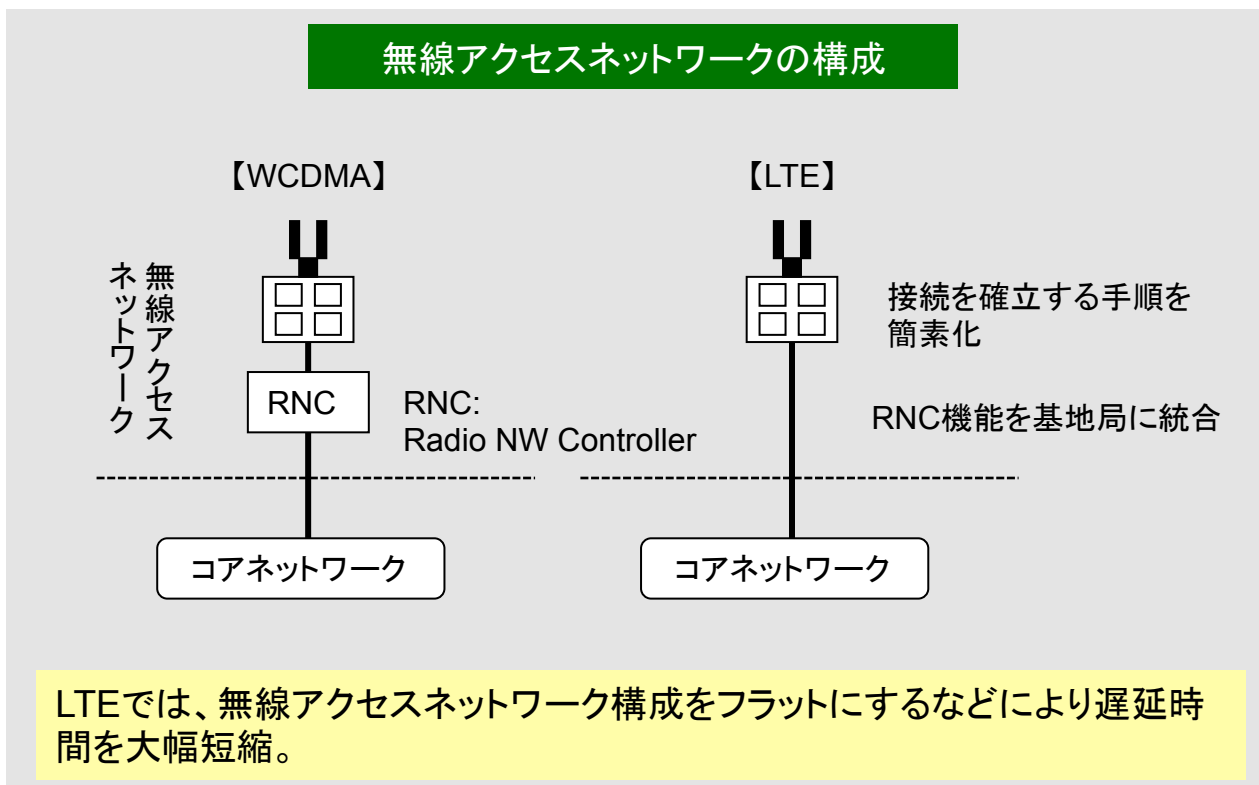 無線アクセスネットワークの構成
【WCDMA】
【LTE】
無線アクセス
ネットワーク
接続を確立する手順を
簡素化
RNC
RNC:
Radio NW Controller
RNC機能を基地局に統合
コアネットワーク
コアネットワーク
LTEでは、無線アクセスネットワーク構成をフラットにするなどにより遅延時
間を大幅短縮。